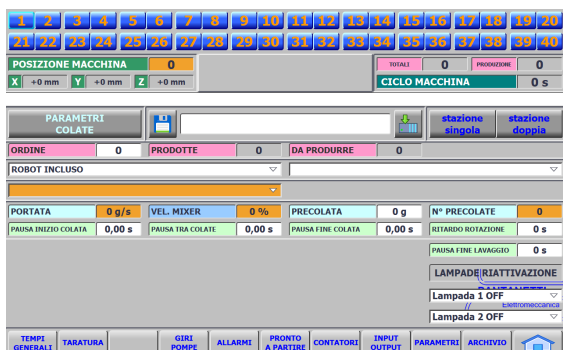 1 2 3 4 5 6 7 8 9 10 11 12 13 14 15 16 17 18 19 20
21 22 23 24 25 26 27 28 29 30 31 32 33 34 35 36 37 38 39 40
POSIZIONE MACCHINA 0 TOTALI 0 PRODUZIONE 0
X +0 mm Y +0 mm Z +0 mm CICLO MACCHINA 0 s
PARAMETRI COLATE stazione singola stazione doppia
ORDINE 0 PRODOTTE 0 DA PRODURRE 0
ROBOT INCLUSO
PORTATA 0 g/s VEL. MIXER 0 % PRECOLATA 0 g N° PRECOLATE 0
PAUSA INIZIO COLATA 0,00 s PAUSA TRA COLATE 0,00 s PAUSA FINE COLATA 0,00 s RITARDO ROTAZIONE 0 s
PAUSA FINE LAVAGGIO 0 s
LAMPADE RIATTIVAZIONE
Lampada 1 OFF
Elettromeccanica
Lampada 2 OFF
TEMPI GENERALI TARATURA GIRI POMPE ALLARMI PRONTO A PARTIRE CONTATORI INPUT OUTPUT PARAMETRI ARCHIVIO